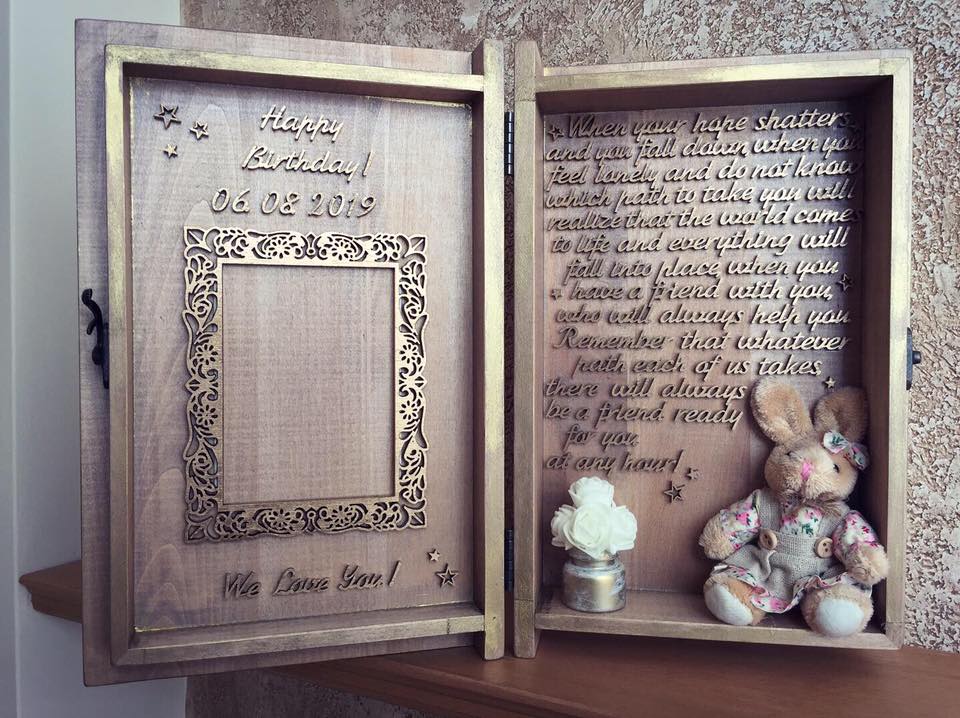 Happy
Birthday!
06. 08. 2019
We Love You!
When your hope shatters,
and you fall down, when you
feel lonely and do not know
which path to take, you will
reallize that the world comes
to life and everything will
fall into place, when you
have a friend with you,
who will always help you.
Remember that whatever
path each of us takes,
there will always
be a friend ready
for you
at any hour!